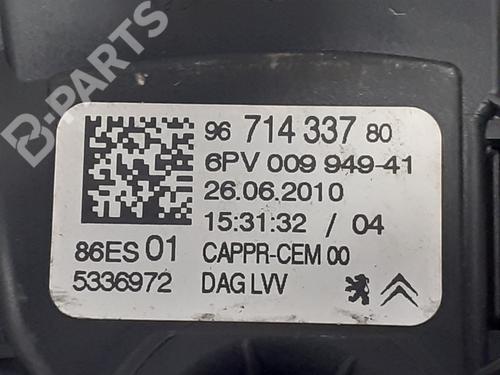 B-PARTS
96 714 337 80
6PV 009 949-41
26.06.2010
15:31:32 / 04
86ES 01 CAPPR-CEM 00
5336972 DAG LVV